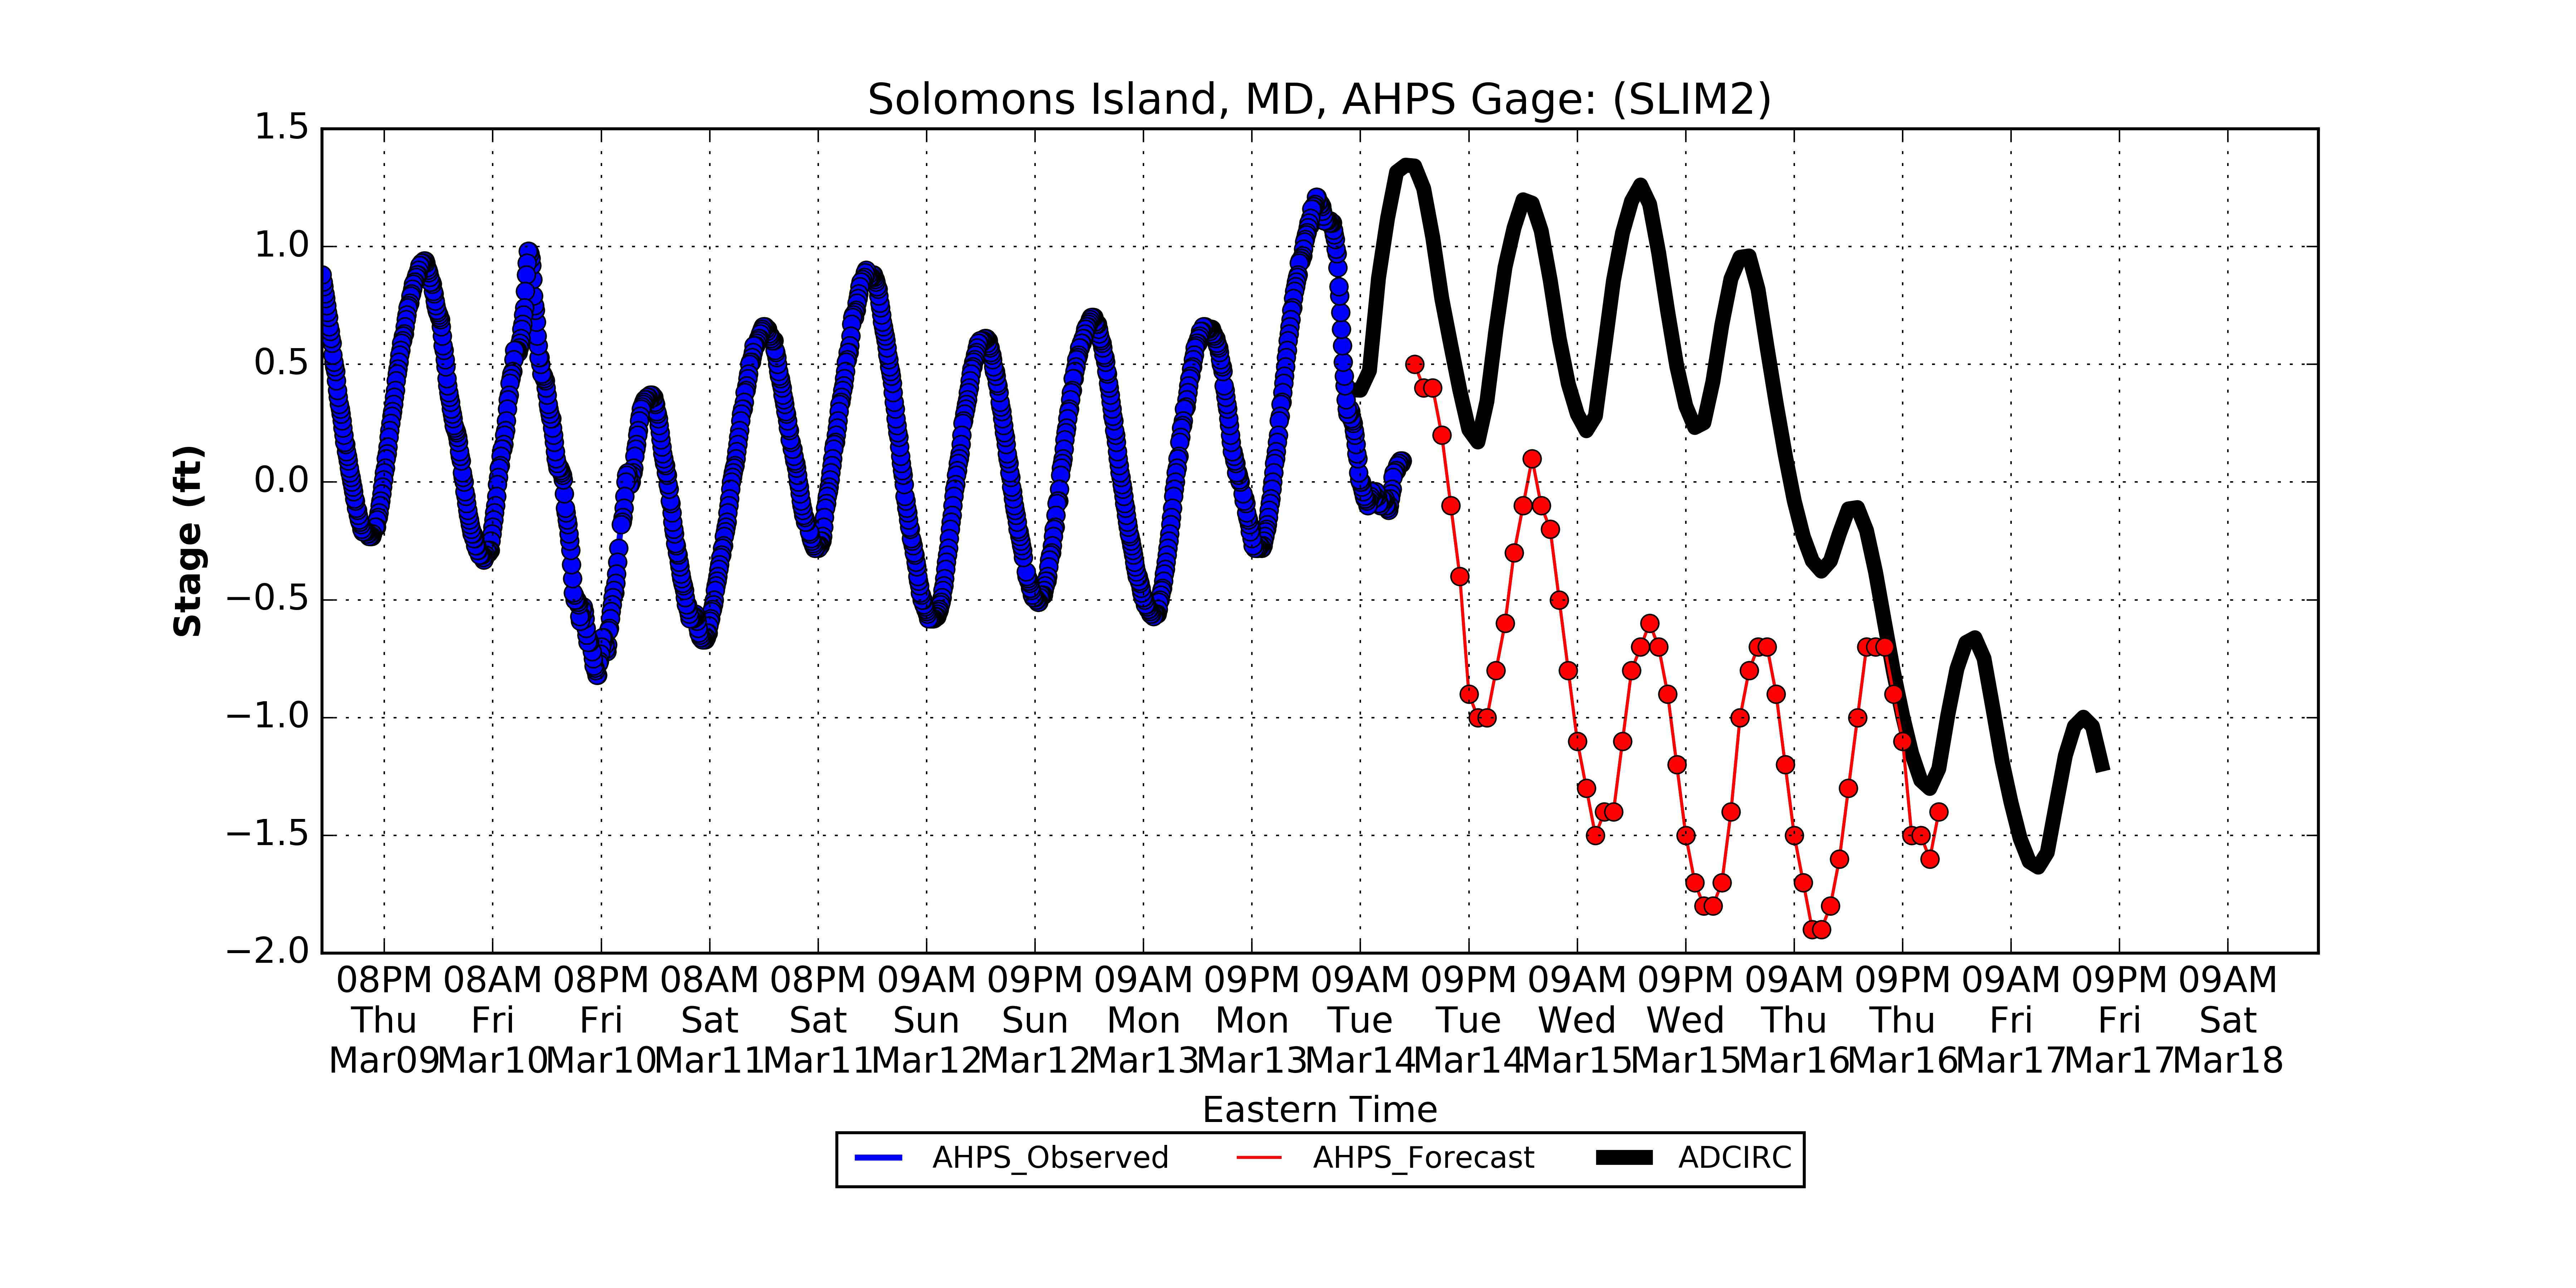 Solomons Island, MD, AHPS Gage: (SLIM2)
1.5
1.0
0.5
0.0
−0.5
−1.0
−1.5
−2.0
Stage (ft)
08PM 08AM 08PM 08AM 08PM 09AM 09PM 09AM 09PM 09AM 09PM 09AM 09PM 09AM 09PM 09AM 09PM 09AM
Thu Fri Fri Sat Sat Sun Sun Mon Mon Tue Tue Wed Wed Thu Thu Fri Fri Sat
Mar09 Mar10 Mar10 Mar11 Mar11 Mar12 Mar12 Mar13 Mar13 Mar14 Mar14 Mar15 Mar15 Mar16 Mar16 Mar17 Mar17 Mar18
Eastern Time
AHPS_Observed AHPS_Forecast ADCIRC